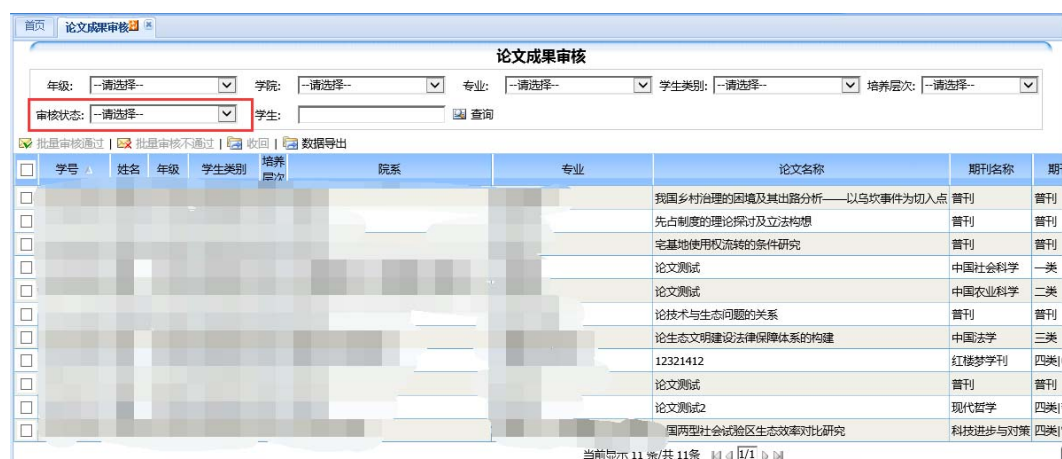 首页 论文成果审核
论文成果审核
年级: --请选择-- 学院: --请选择-- 专业: --请选择-- 学生类别: --请选择-- 培养层次: --请选择--
审核状态: --请选择-- 学生: 查询
批量审核通过 | 批量审核不通过 | 收回 | 数据导出
学号 姓名 年级 学生类别 培养层次 院系 专业 论文名称 期刊名称
我国乡村治理的困境及其出路分析——以乌坎事件为切入点 普刊 普刊
先占制度的理论探讨及立法构想 普刊 普刊
宅基地使用权流转的条件研究 普刊 普刊
论文测试 中国社会科学 一类
论文测试 中国农业科学 二类
论技术与生态问题的关系 普刊 普刊
论生态文明建设法律保障体系的构建 中国法学 三类
12321412 红楼梦学刊 四类|
论文测试 普刊 普刊
论文测试2 现代哲学 四类|
国两型社会试验区生态效率对比研究 科技进步与对策 四类|
当前显示 11 条/共 11条 1/1